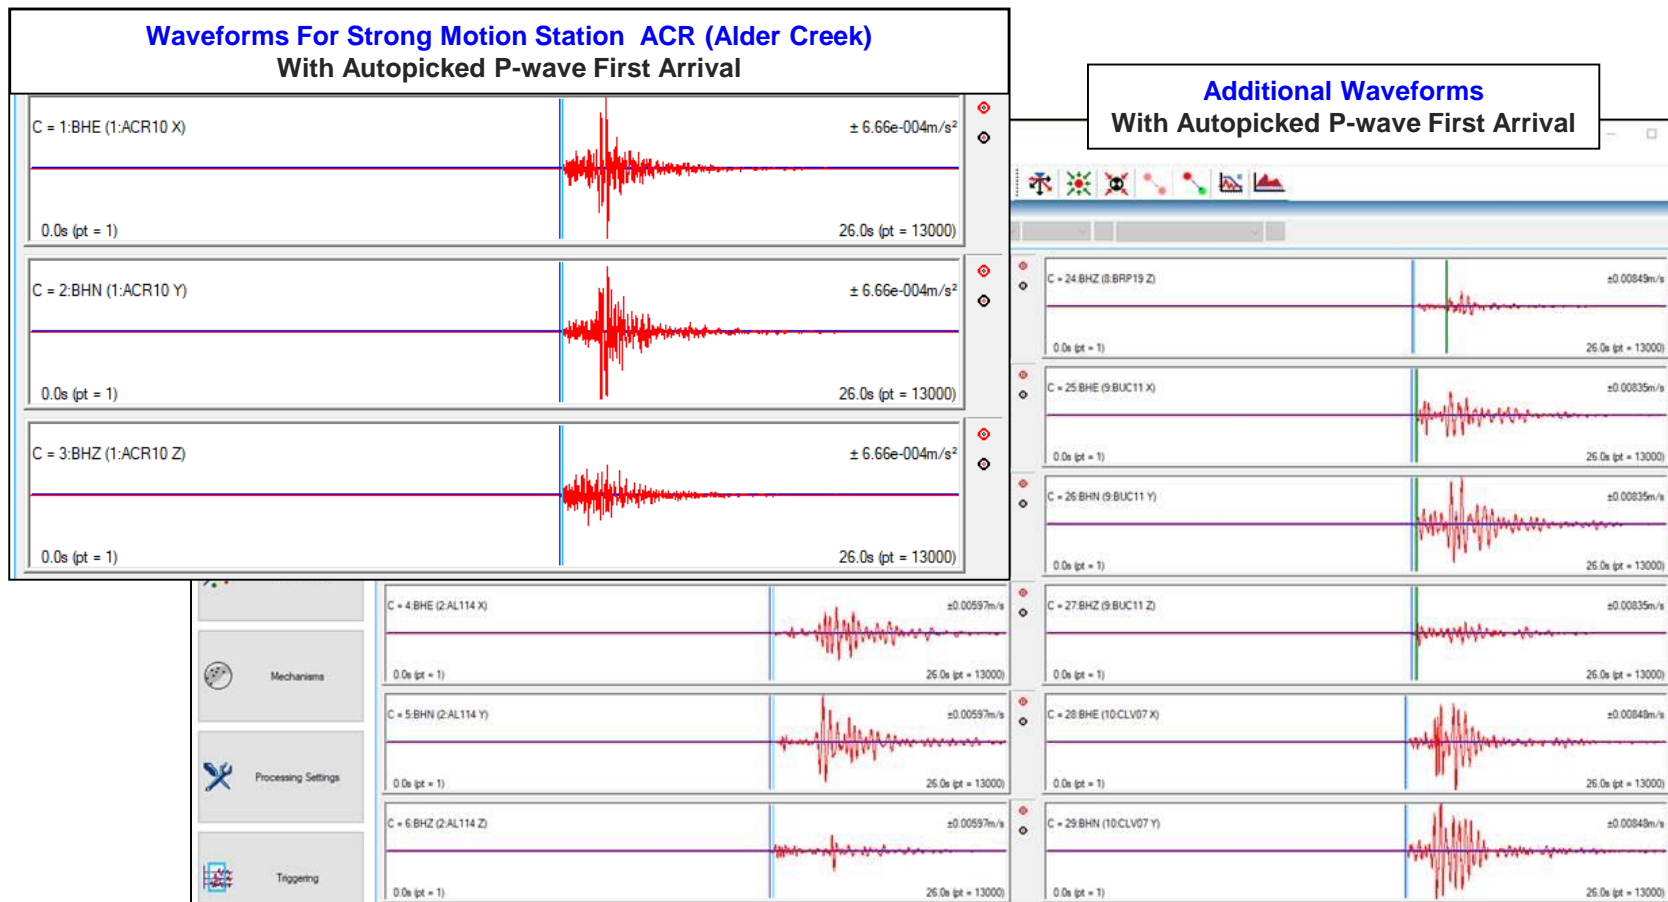 Waveforms For Strong Motion Station  ACR (Alder Creek)
With Autopicked P-wave First Arrival
C = 1:BHE (1:ACR10 X)
± 6.66e-004m/s²
0.0s (pt = 1)
26.0s (pt = 13000)
C = 2:BHN (1:ACR10 Y)
± 6.66e-004m/s²
0.0s (pt = 1)
26.0s (pt = 13000)
C = 3:BHZ (1:ACR10 Z)
± 6.66e-004m/s²
0.0s (pt = 1)
26.0s (pt = 13000)
Additional Waveforms
With Autopicked P-wave First Arrival
Mechanisms
Processing Settings
Triggering
C = 4:BHE (2:AL114 X)
±0.00597m/s
0.0s (pt = 1)
26.0s (pt = 13000)
C = 5:BHN (2:AL114 Y)
±0.00597m/s
0.0s (pt = 1)
26.0s (pt = 13000)
C = 6:BHZ (2:AL114 Z)
±0.00597m/s
0.0s (pt = 1)
26.0s (pt = 13000)
C = 24:BHZ (8:BRP19 Z)
±0.00849m/s
0.0s (pt = 1)
26.0s (pt = 13000)
C = 25:BHE (9:BUC11 X)
±0.00835m/s
0.0s (pt = 1)
26.0s (pt = 13000)
C = 26:BHN (9:BUC11 Y)
±0.00835m/s
0.0s (pt = 1)
26.0s (pt = 13000)
C = 27:BHZ (9:BUC11 Z)
±0.00835m/s
0.0s (pt = 1)
26.0s (pt = 13000)
C = 28:BHE (10:CLV07 X)
±0.00848m/s
0.0s (pt = 1)
26.0s (pt = 13000)
C = 29:BHN (10:CLV07 Y)
±0.00848m/s
0.0s (pt = 1)
26.0s (pt = 13000)